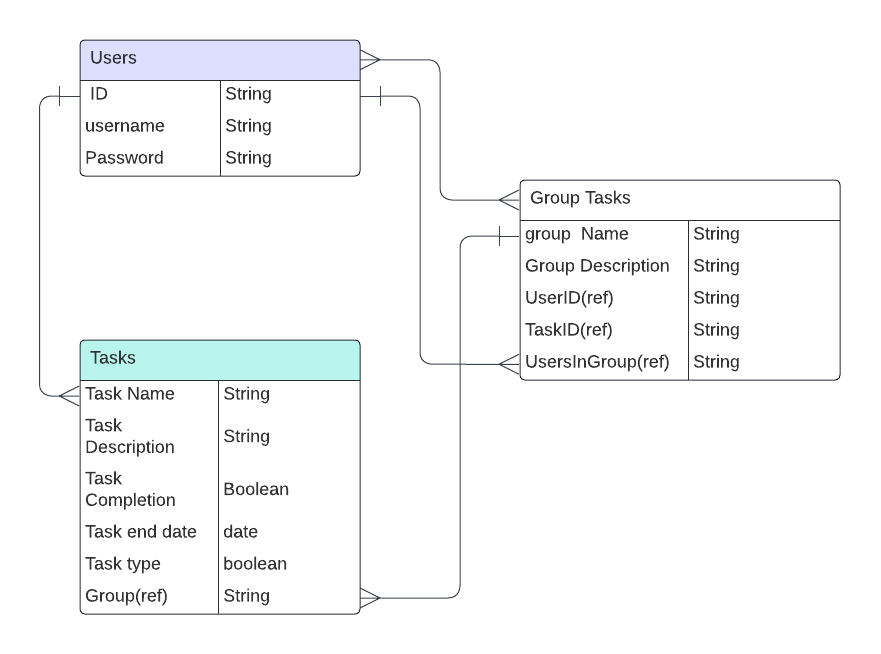 Users
ID String
username String
Password String
Group Tasks
group  Name String
Group Description String
UserID(ref) String
TaskID(ref) String
UsersInGroup(ref) String
Tasks
Task Name String
Task
Description String
Task
Completion Boolean
Task end date date
Task type boolean
Group(ref) String